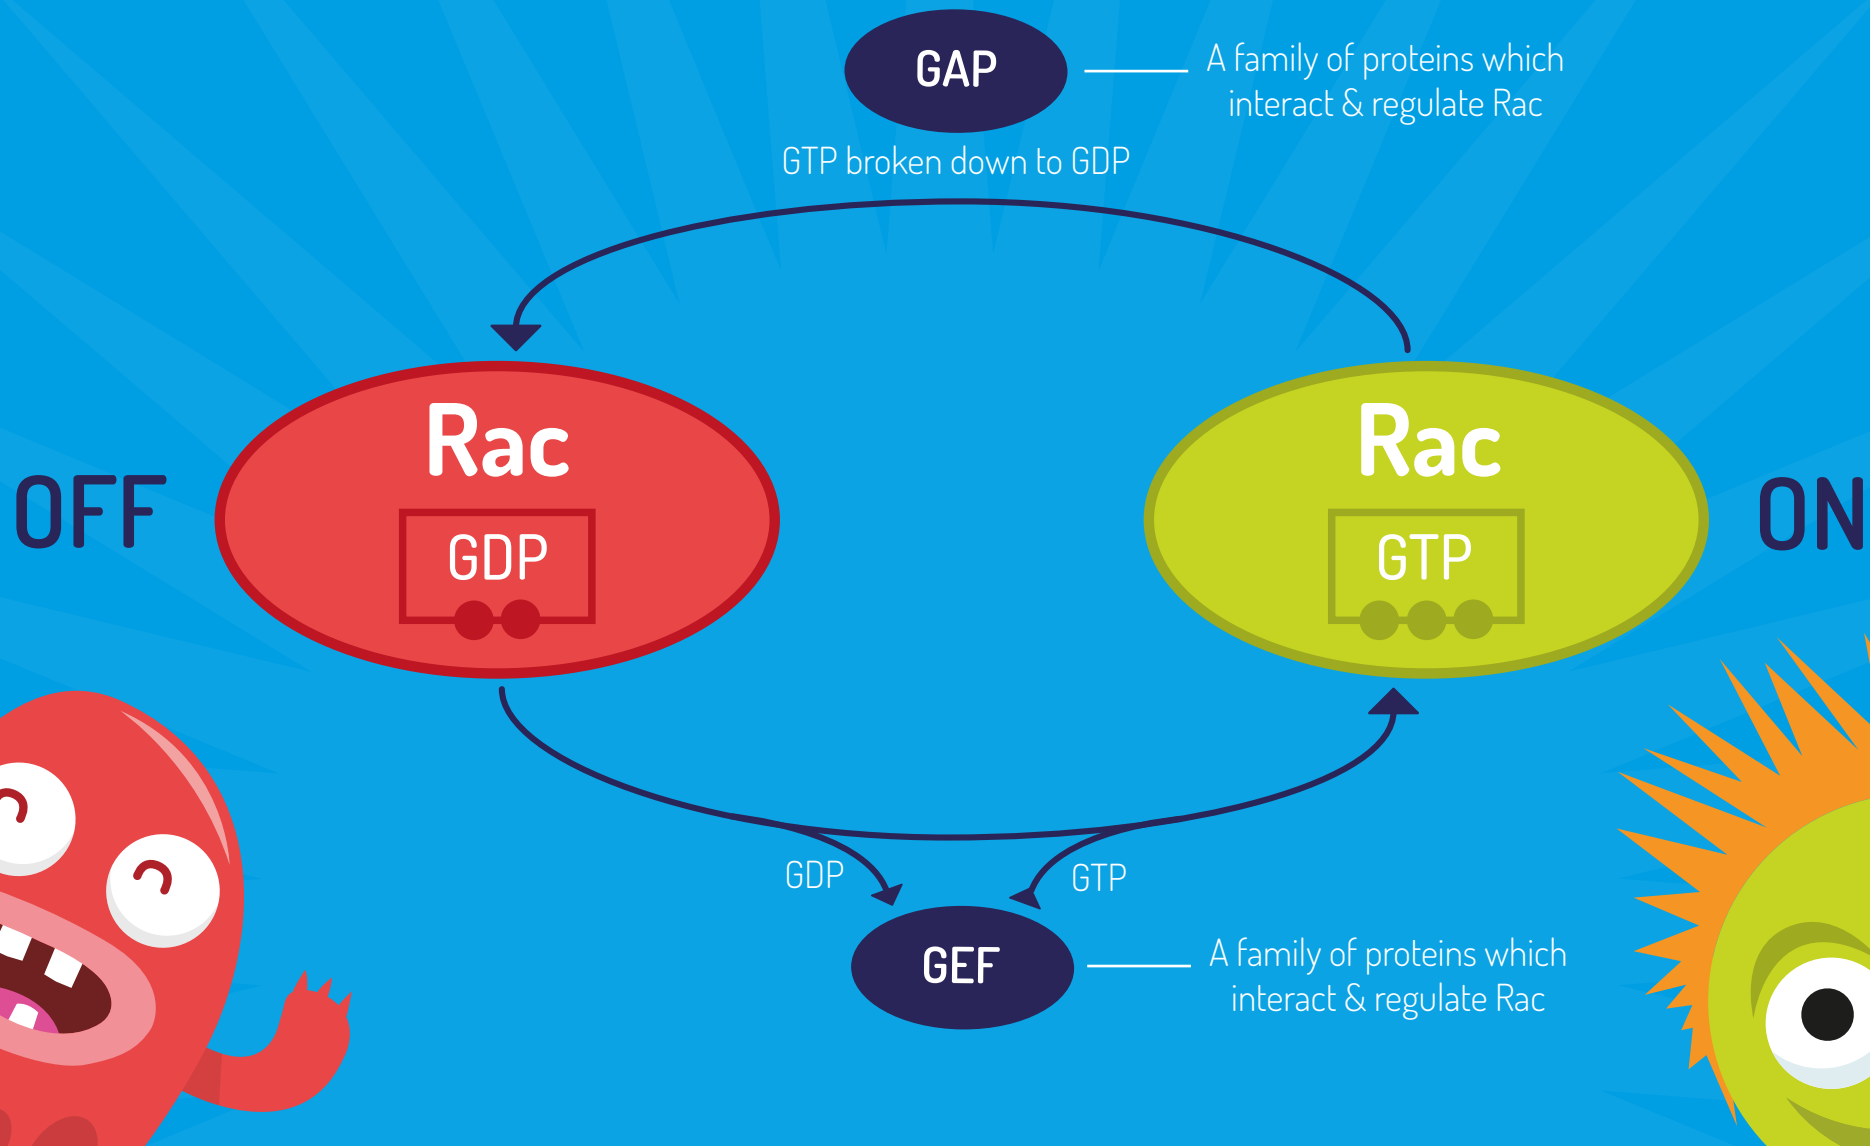 GAP
A family of proteins which
interact & regulate Rac
GTP broken down to GDP
OFF
Rac
GDP
Rac
GTP
ON
GDP
GTP
GEF
A family of proteins which
interact & regulate Rac